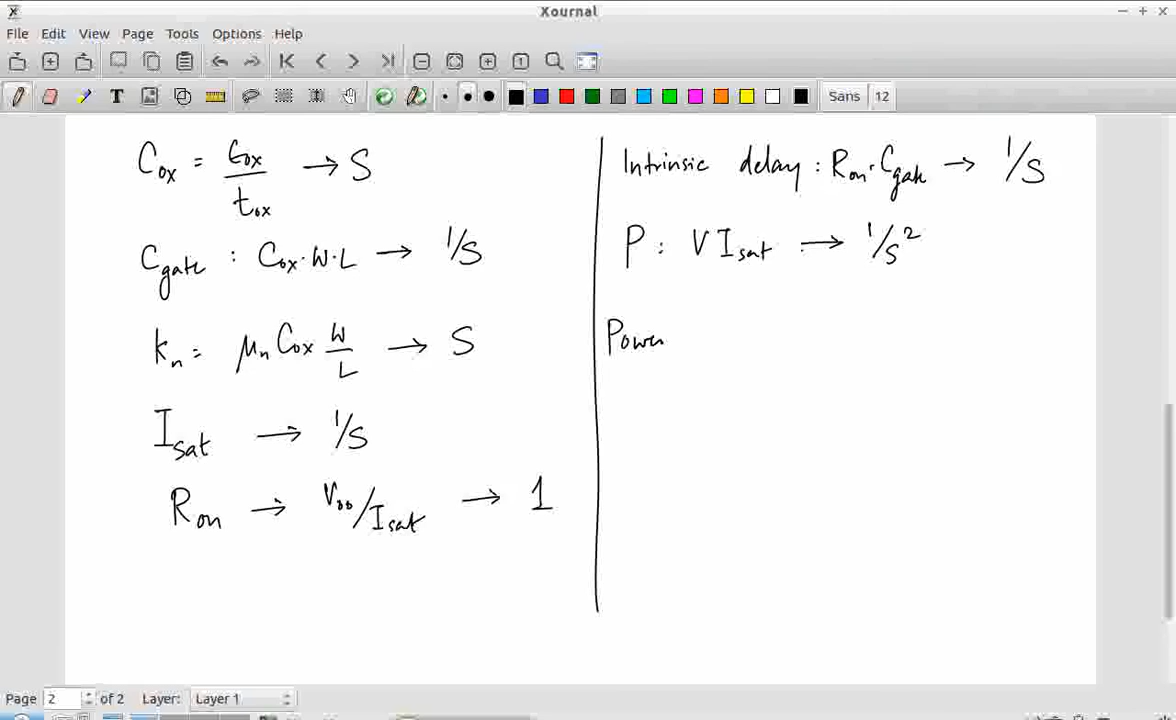 Xournal
File Edit View Page Tools Options Help
Sans 12
Cox = Єox / tox → S
Cgate : Cox·W·L → 1/S
kn = μn Cox W/L → S
Isat → 1/S
Ron → VDD/Isat → 1
Intrinsic delay : Ron·Cgate → 1/S
P : V Isat → 1/S²
Power
Page 2 of 2 Layer: Layer 1